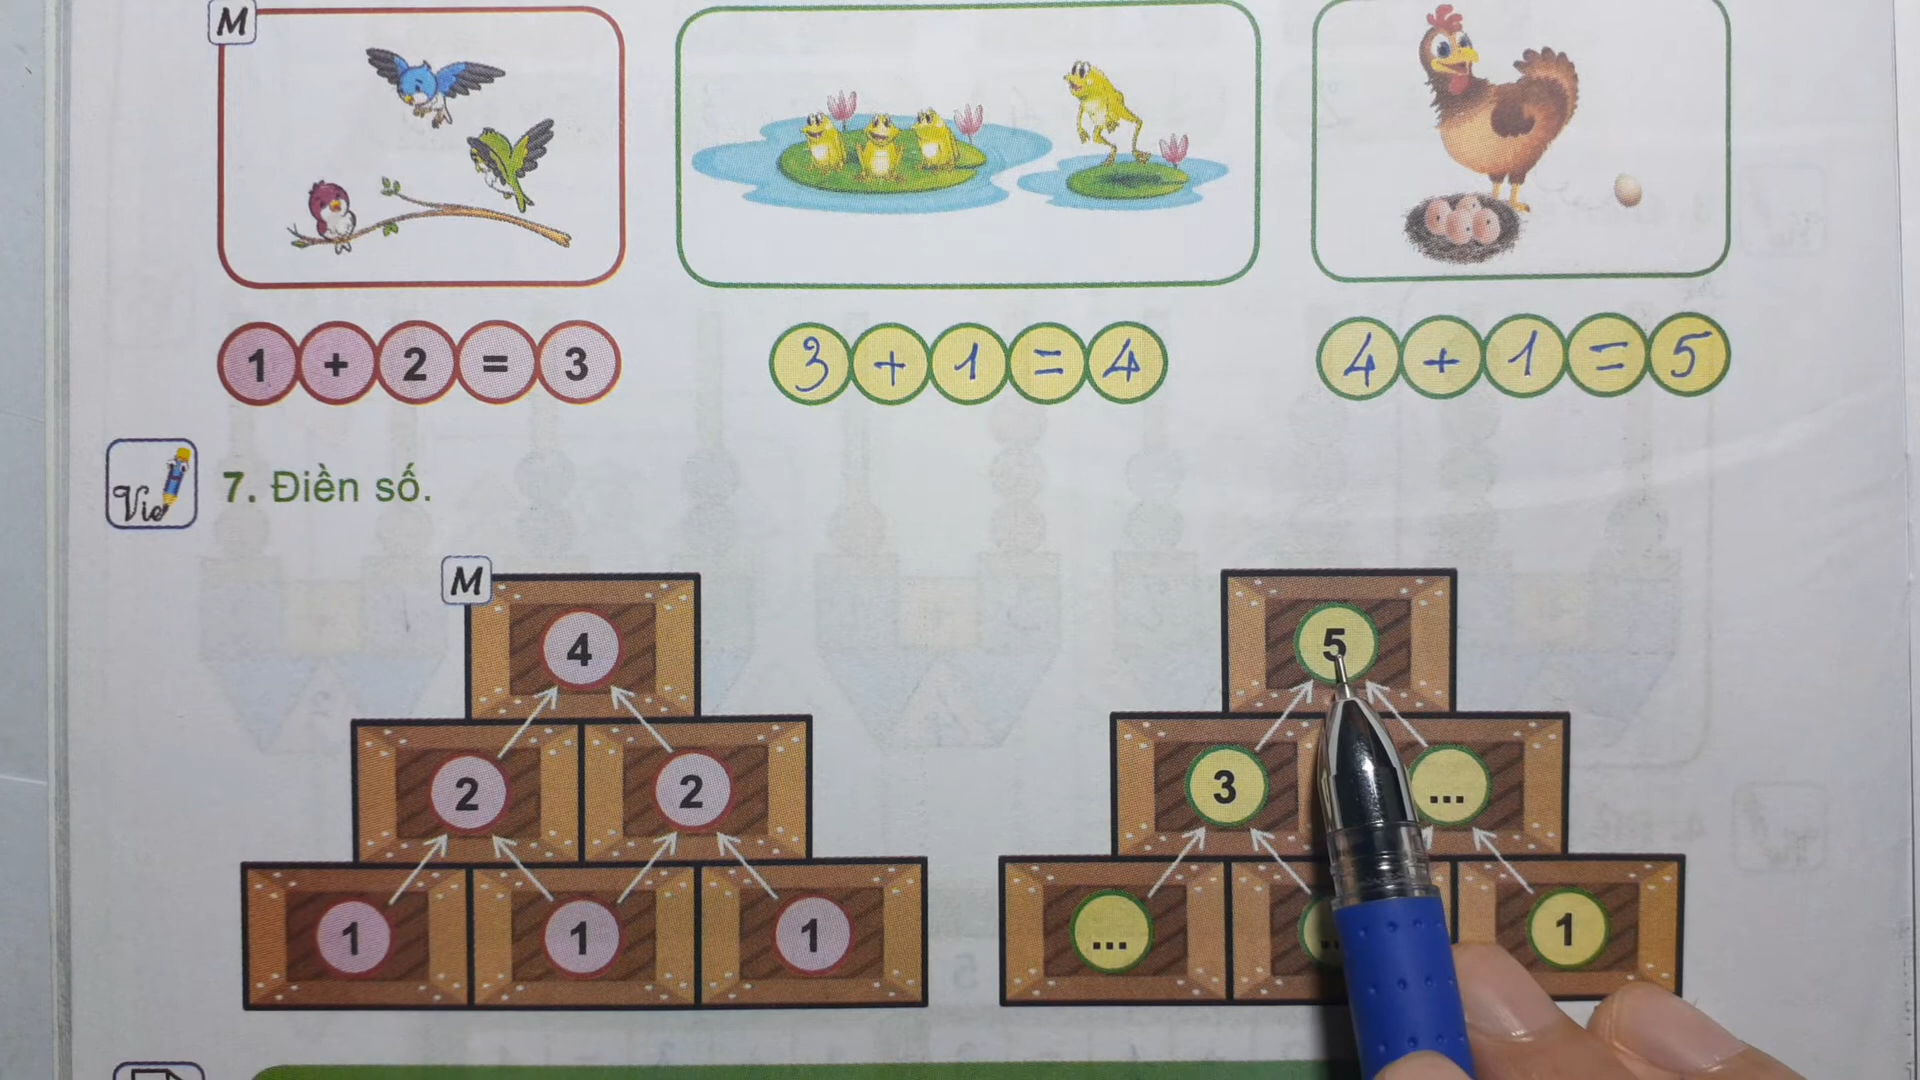 M
1 + 2 = 3
3 + 1 = 4
4 + 1 = 5
Viế
7. Điền số.
M
4
5
2 2
3 ...
1 1 1
... .. 1